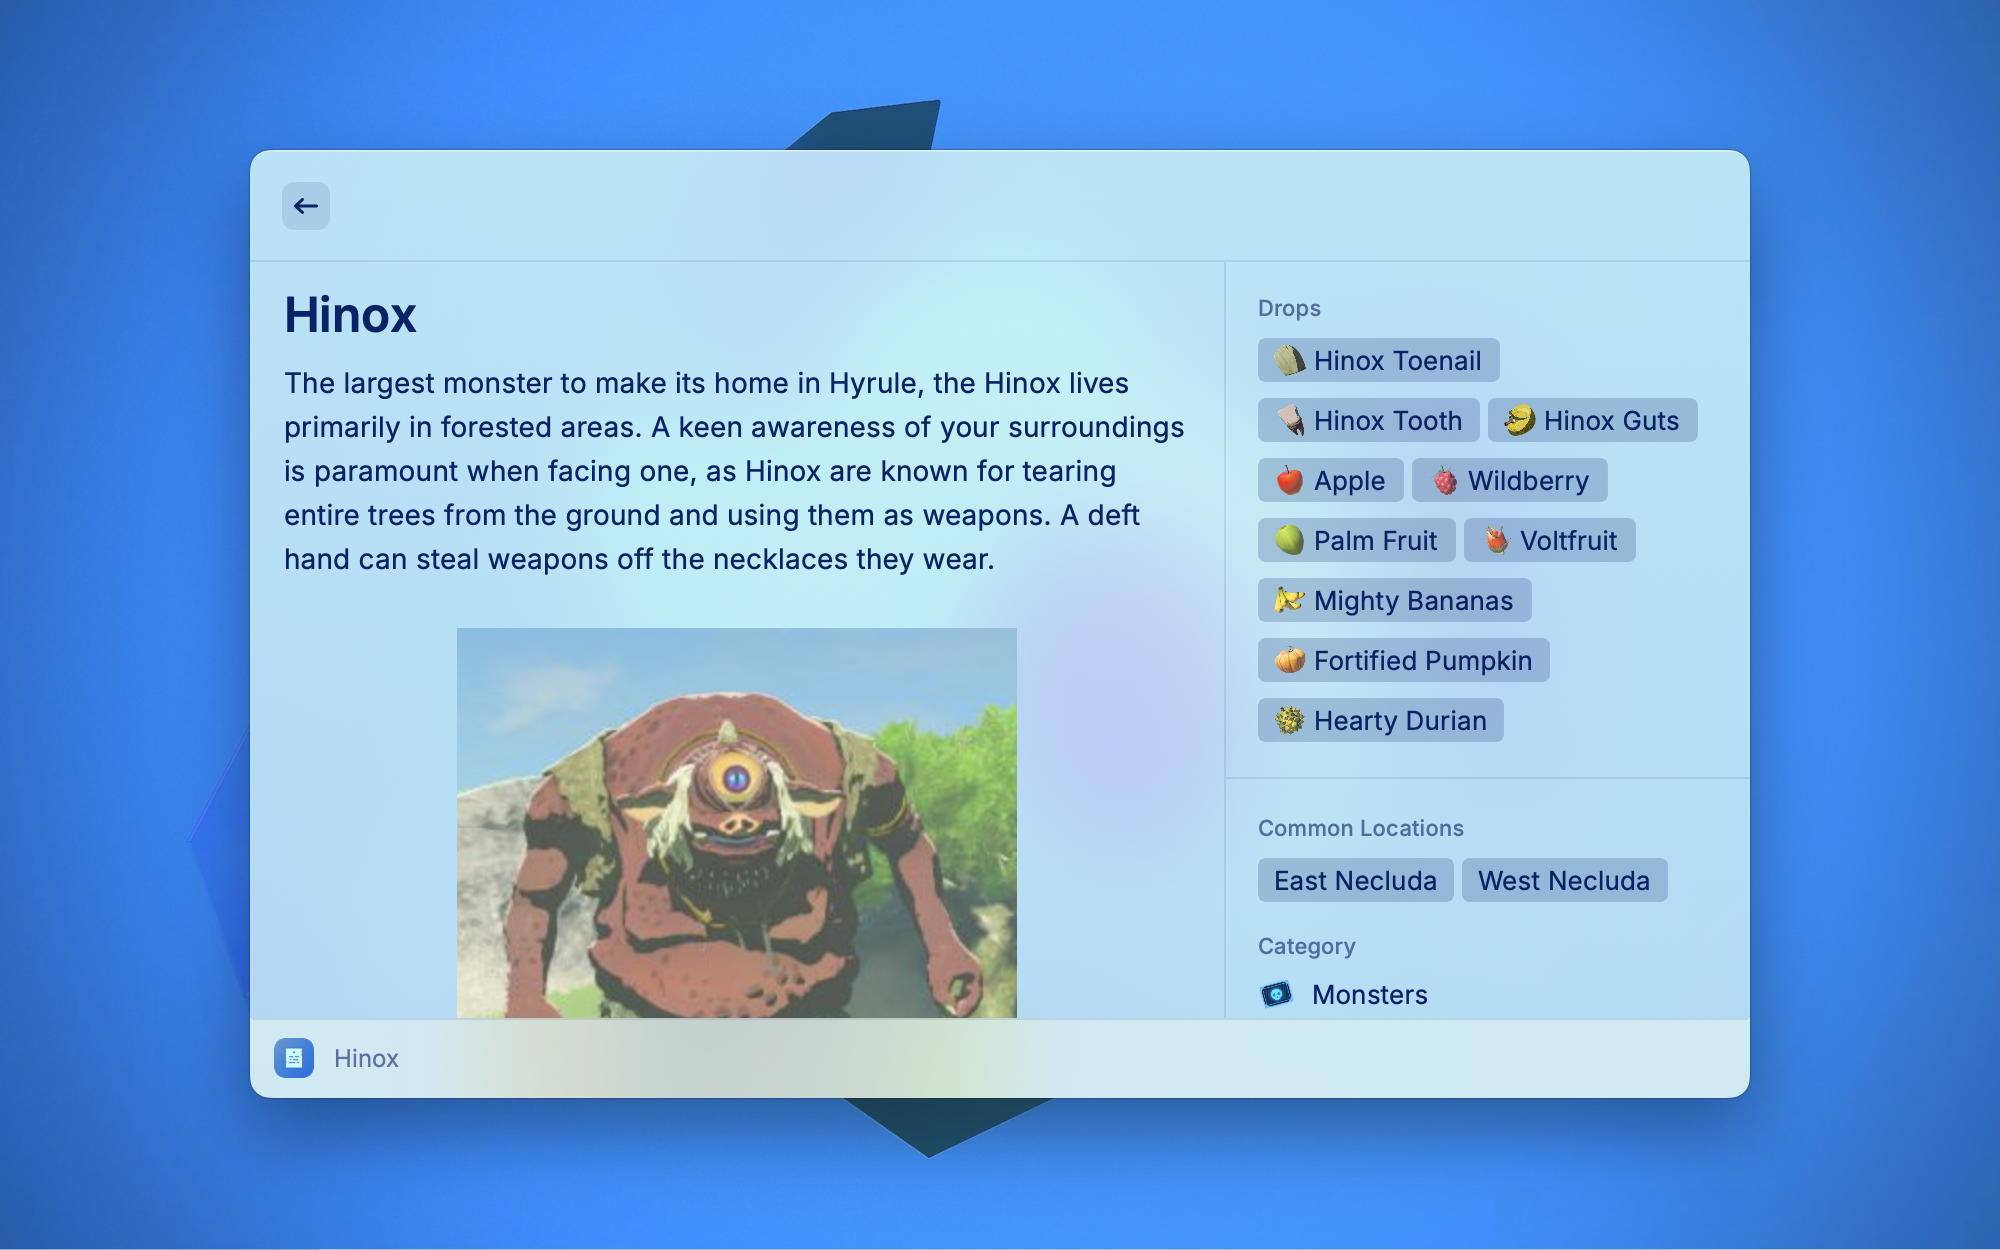 Hinox
The largest monster to make its home in Hyrule, the Hinox lives
primarily in forested areas. A keen awareness of your surroundings
is paramount when facing one, as Hinox are known for tearing
entire trees from the ground and using them as weapons. A deft
hand can steal weapons off the necklaces they wear.
Drops
Hinox Toenail
Hinox Tooth Hinox Guts
Apple Wildberry
Palm Fruit Voltfruit
Mighty Bananas
Fortified Pumpkin
Hearty Durian
Common Locations
East Necluda West Necluda
Category
Monsters
Hinox